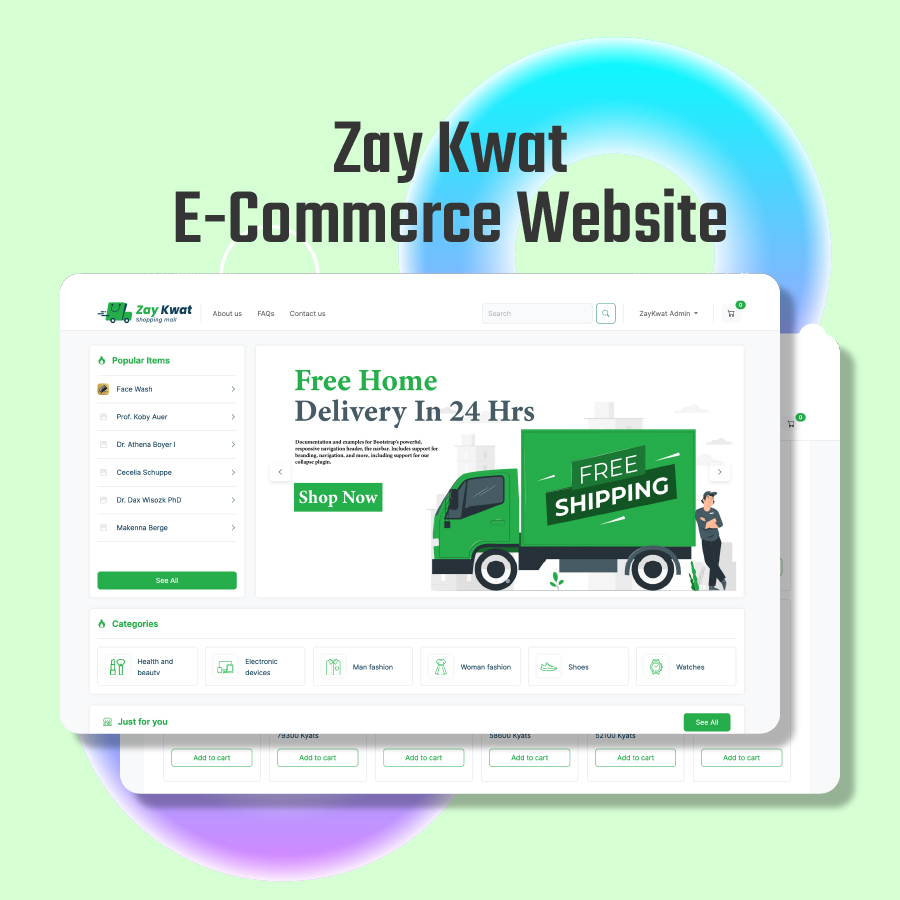 Zay Kwat
E-Commerce Website
Zay Kwat
Shopping mall
About us
FAQs
Contact us
Search
ZayKwat Admin
0
Popular Items
Face Wash
Prof. Koby Auer
Dr. Athena Boyer I
Cecelia Schuppe
Dr. Dax Wisozk PhD
Makenna Berge
See All
Free Home
Delivery In 24 Hrs
Documentation and examples for Bootstrap's powerful,
responsive navigation header, the navbar. Includes support for
branding, navigation, and more, including support for our
collapse plugin.
Shop Now
FREE
SHIPPING
0
Categories
Health and
beauty
Electronic
devices
Man fashion
Woman fashion
Shoes
Watches
Just for you
See All
79300 Kyats
58600 Kyats
52100 Kyats
Add to cart
Add to cart
Add to cart
Add to cart
Add to cart
Add to cart